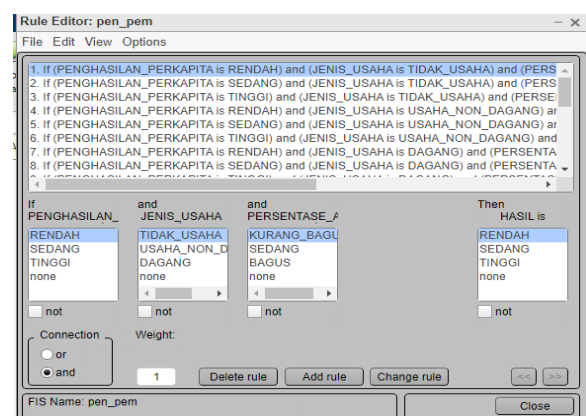 Rule Editor: pen_pem
File Edit View Options
1. If (PENGHASILAN_PERKAPITA is RENDAH) and (JENIS_USAHA is TIDAK_USAHA) and (PERS
2. If (PENGHASILAN_PERKAPITA is SEDANG) and (JENIS_USAHA is TIDAK_USAHA) and (PERS
3. If (PENGHASILAN_PERKAPITA is TINGGI) and (JENIS_USAHA is TIDAK_USAHA) and (PERSE
4. If (PENGHASILAN_PERKAPITA is RENDAH) and (JENIS_USAHA is USAHA_NON_DAGANG) ar
5. If (PENGHASILAN_PERKAPITA is SEDANG) and (JENIS_USAHA is USAHA_NON_DAGANG) ar
6. If (PENGHASILAN_PERKAPITA is TINGGI) and (JENIS_USAHA is USAHA_NON_DAGANG) and
7. If (PENGHASILAN_PERKAPITA is RENDAH) and (JENIS_USAHA is DAGANG) and (PERSENTA
8. If (PENGHASILAN_PERKAPITA is SEDANG) and (JENIS_USAHA is DAGANG) and (PERSENTA
If and and Then
PENGHASILAN_ JENIS_USAHA PERSENTASE_A HASIL is
RENDAH TIDAK_USAHA KURANG_BAGU RENDAH
SEDANG USAHA_NON_D SEDANG SEDANG
TINGGI DAGANG BAGUS TINGGI
none none none none
not not not not
Connection Weight:
or
and 1 Delete rule Add rule Change rule << >>
FIS Name: pen_pem Close